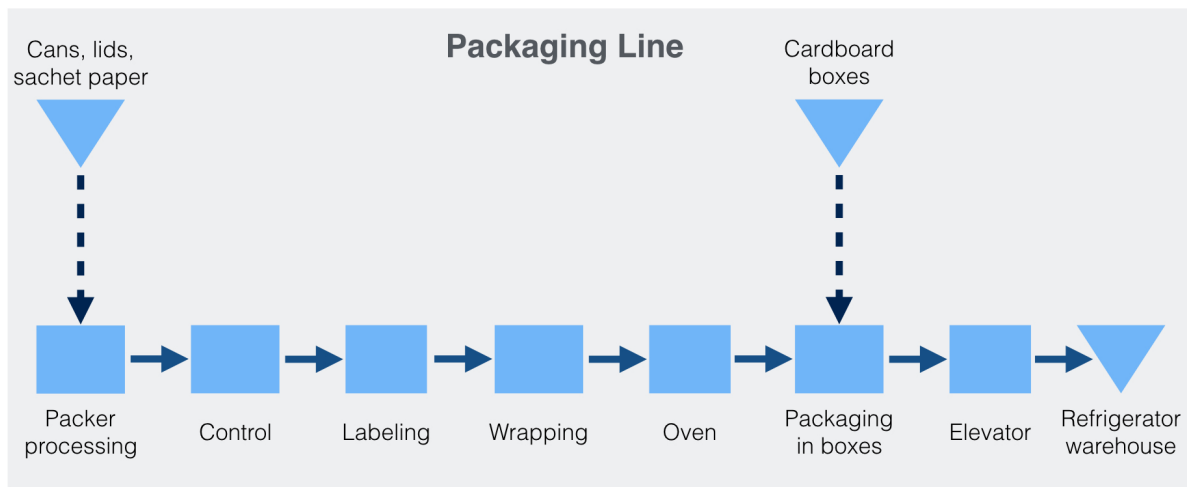 Packaging Line
Cans, lids,
sachet paper
Cardboard
boxes
Packer
processing
Control
Labeling
Wrapping
Oven
Packaging
in boxes
Elevator
Refrigerator
warehouse